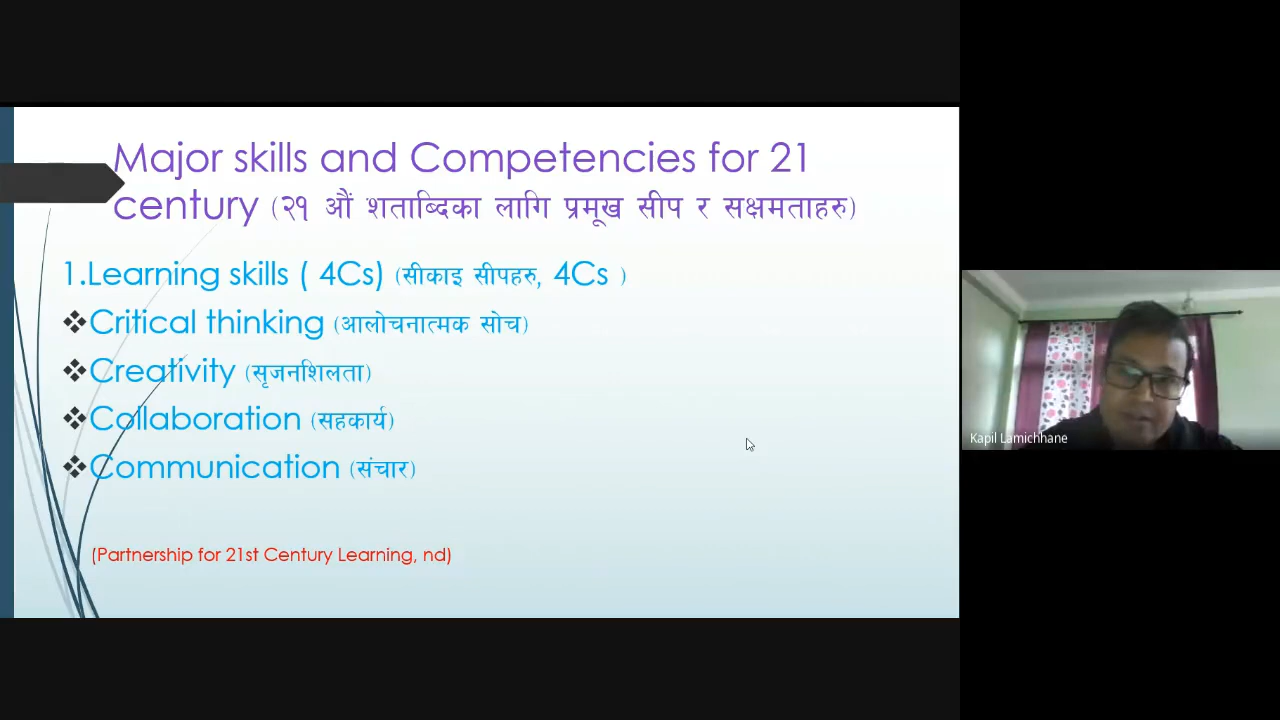 Major skills and Competencies for 21
century (२१ औं शताब्दिका लागि प्रमूख सीप र सक्षमताहरु)
1.Learning skills ( 4Cs) (सीकाइ सीपहरु, 4Cs )
❖Critical thinking (आलोचनात्मक सोच)
❖Creativity (सृजनशिलता)
❖Collaboration (सहकार्य)
❖Communication (संचार)
(Partnership for 21st Century Learning, nd)
Kapil Lamichhane